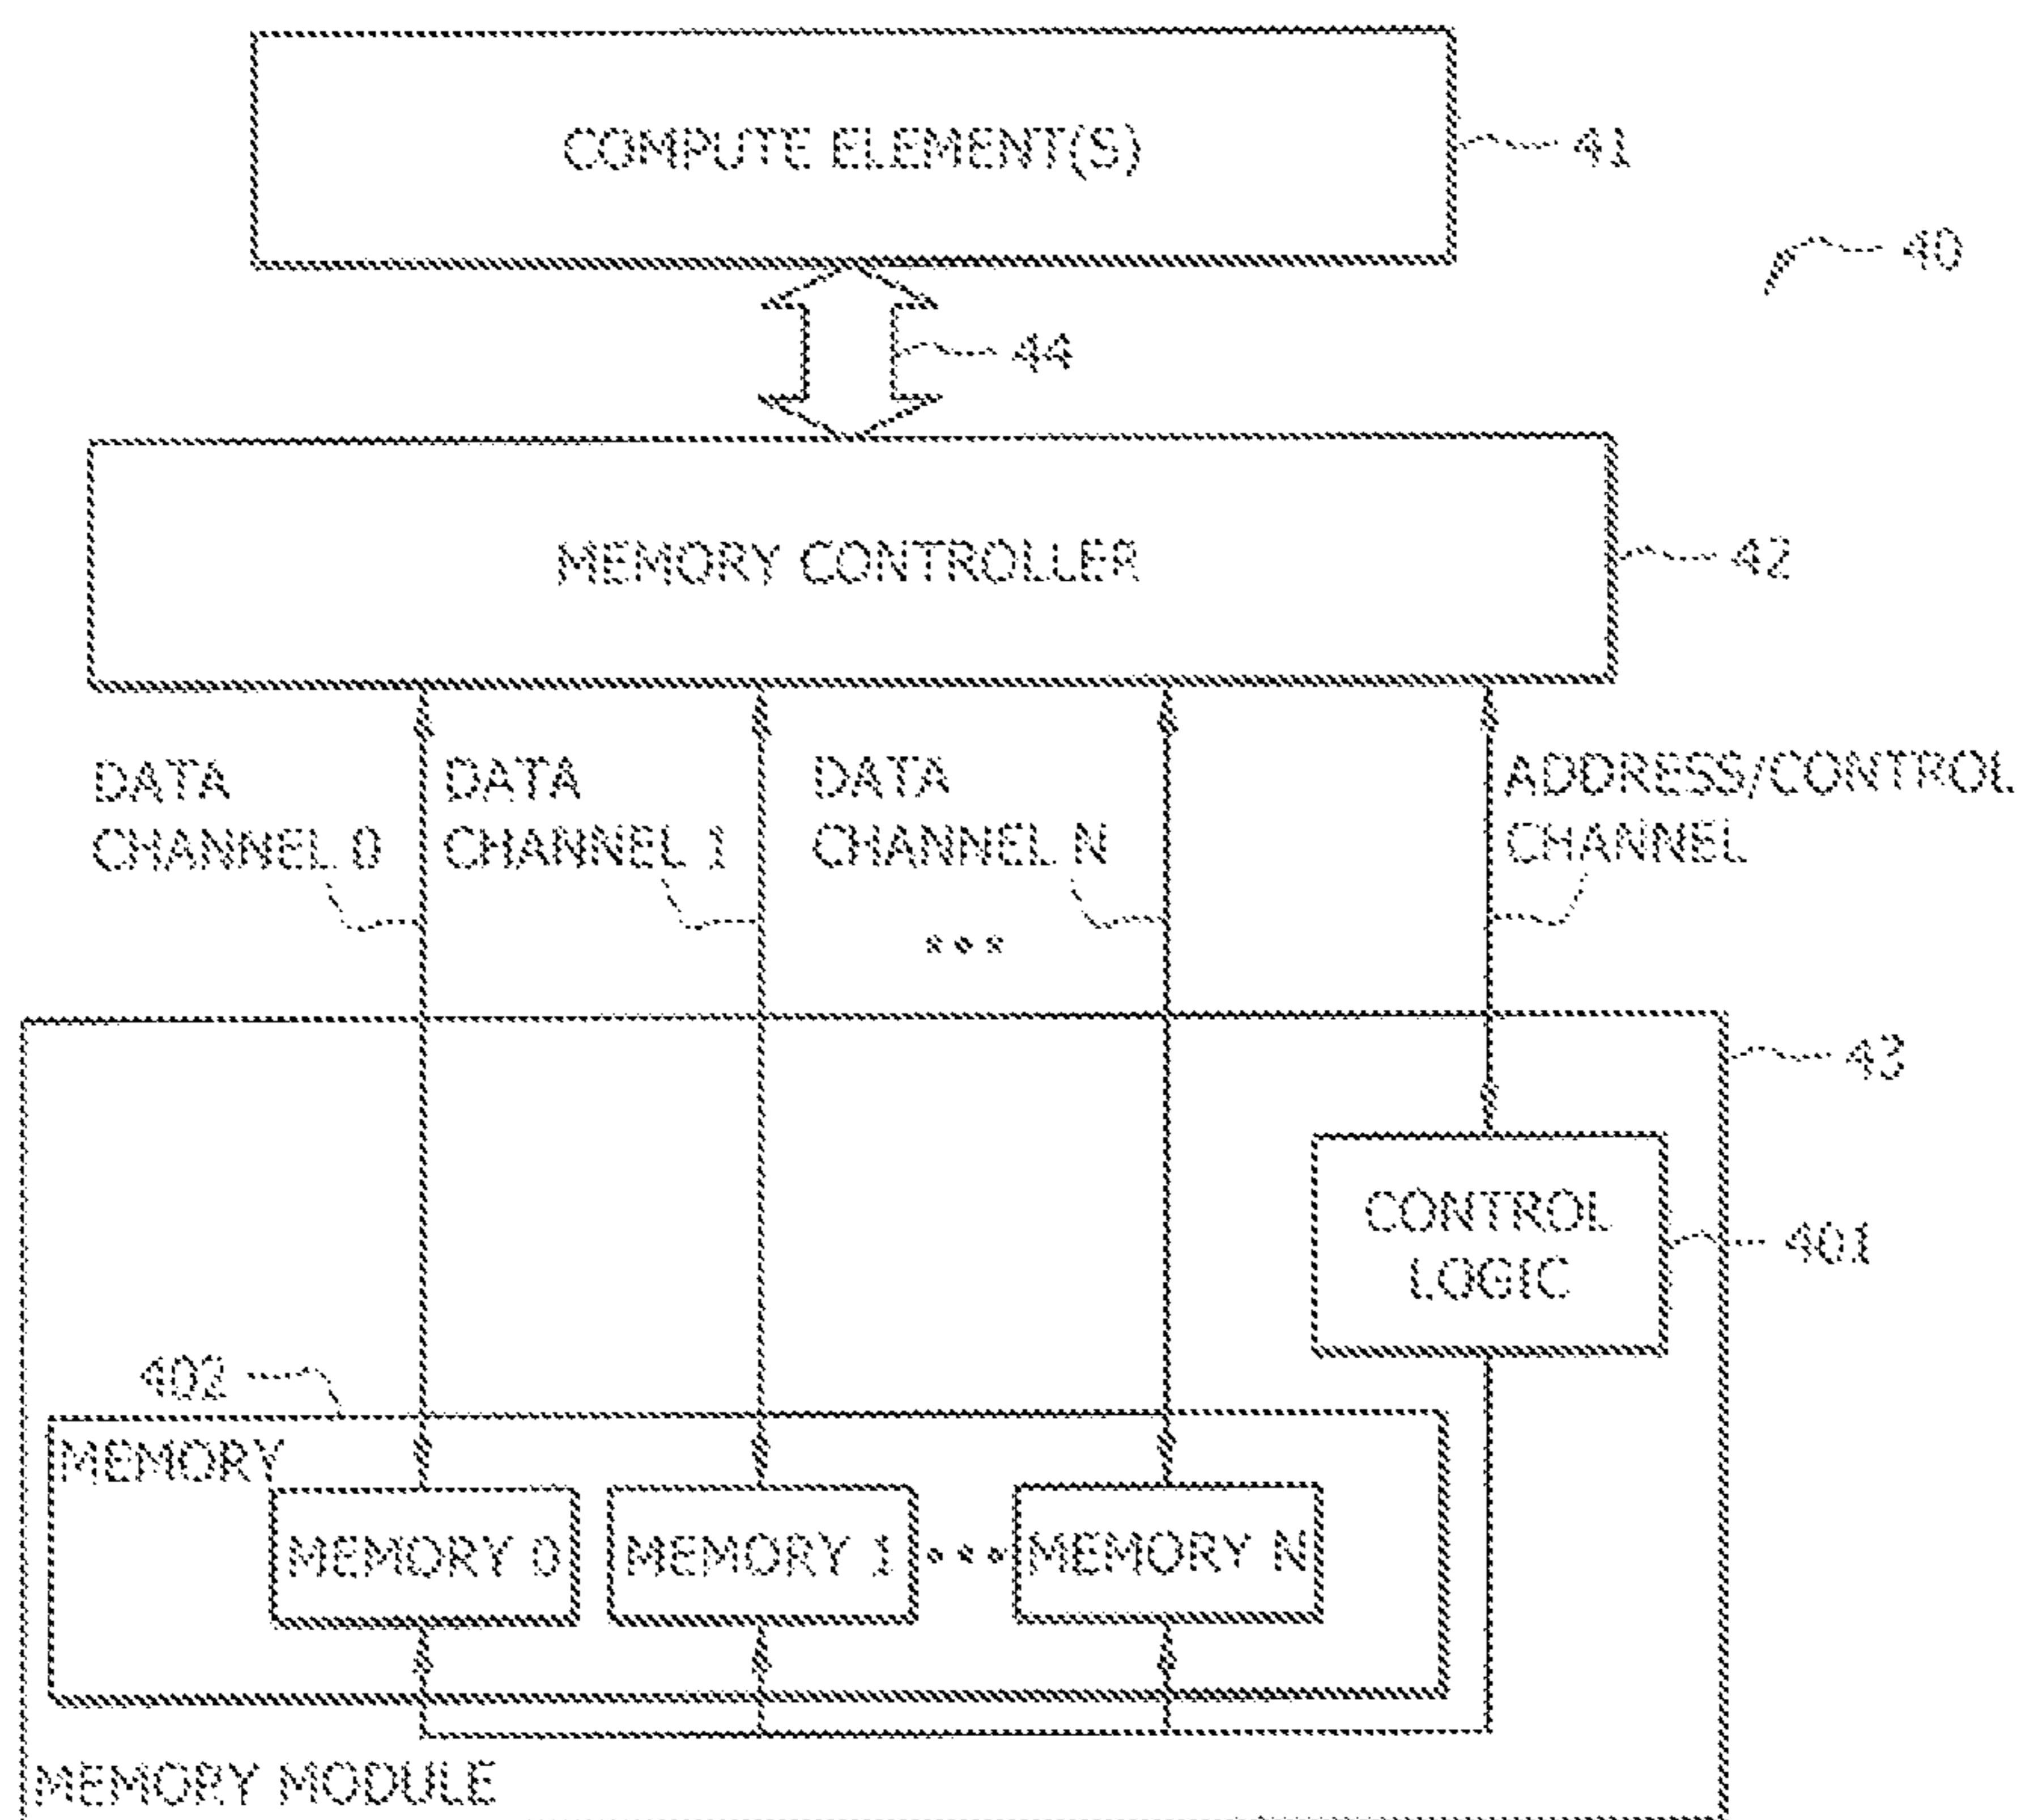 COMPUTE ELEMENT(S)
41
40
44
MEMORY CONTROLLER
42
DATA
CHANNEL 0
DATA
CHANNEL 1
DATA
CHANNEL N
ADDRESS/CONTROL
CHANNEL
43
CONTROL
LOGIC
401
402
MEMORY
MEMORY 0
MEMORY 1
MEMORY N
MEMORY MODULE